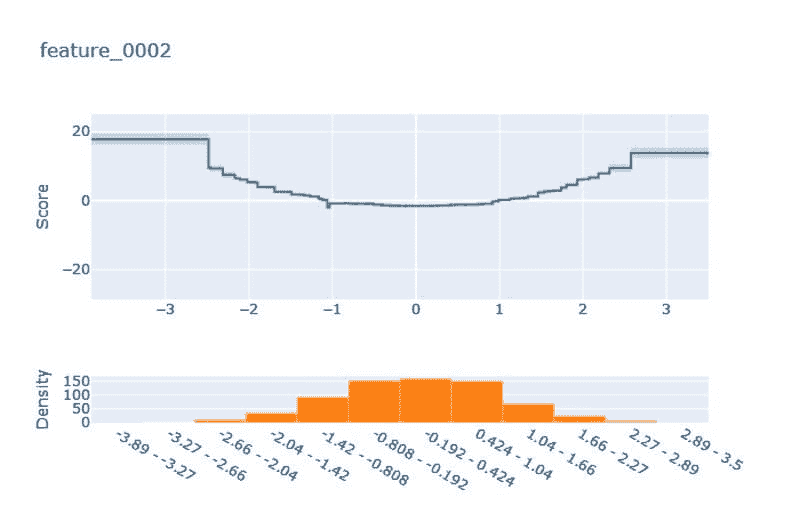 feature_0002
Score
20
0
−20
−3
−2
−1
0
1
2
3
Density
150
100
50
0
-3.89 - -3.27
-3.27 - -2.66
-2.66 - -2.04
-2.04 - -1.42
-1.42 - -0.808
-0.808 - -0.192
-0.192 - 0.424
0.424 - 1.04
1.04 - 1.66
1.66 - 2.27
2.27 - 2.89
2.89 - 3.5